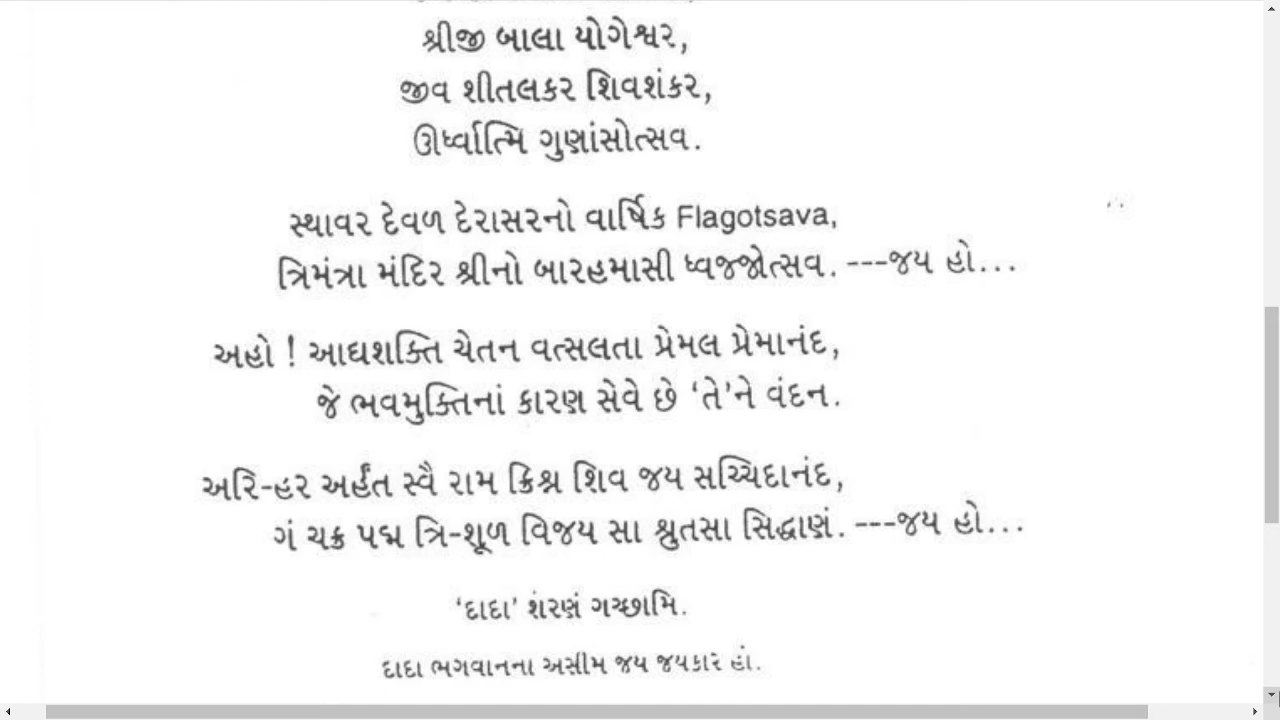 શ્રીજી બાલા યોગેશ્વર,
જીવ શીતલકર શિવશંકર,
ઊર્ધ્વાત્મિ ગુણાંસોત્સવ.
સ્થાવર દેવળ દેરાસરનો વાર્ષિક Flagotsava,
ત્રિમંત્રા મંદિર શ્રીનો બારહમાસી ધ્વજ્જોત્સવ. ---જય હો...
અહો ! આદ્યશક્તિ ચેતન વત્સલતા પ્રેમલ પ્રેમાનંદ,
જે ભવમુક્તિનાં કારણ સેવે છે ‘તે’ને વંદન.
અરિ-હર અર્હંત સ્વૈ રામ ક્રિશ્ન શિવ જય સચ્ચિદાનંદ,
ગં ચક્ર પદ્મ ત્રિ-શૂળ વિજય સા શ્રુતસા સિદ્ધાણં. ---જય હો...
‘દાદા’ શરણં ગચ્છામિ.
દાદા ભગવાનના અસીમ જય જયકાર હો.